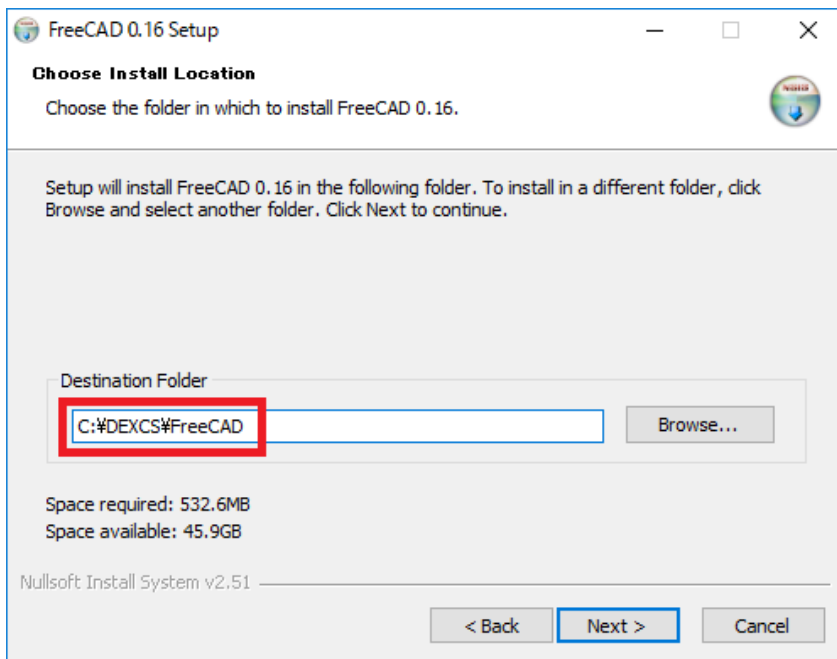 FreeCAD 0.16 Setup
Choose Install Location
Choose the folder in which to install FreeCAD 0.16.
NSIS
Setup will install FreeCAD 0.16 in the following folder. To install in a different folder, click
Browse and select another folder. Click Next to continue.
Destination Folder
C:¥DEXCS¥FreeCAD
Browse...
Space required: 532.6MB
Space available: 45.9GB
Nullsoft Install System v2.51
< Back
Next >
Cancel